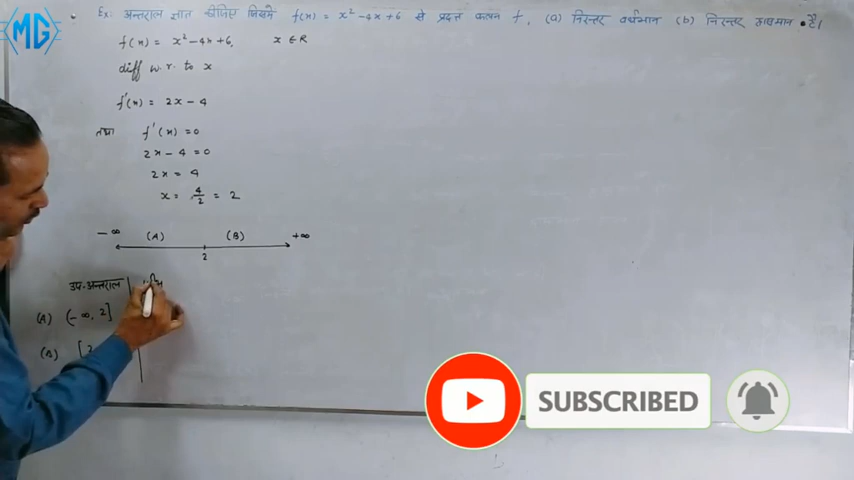 MG
Ex: अन्तराल ज्ञात कीजिए जिसमें f(x) = x² -4x+6 से प्रदत्त फलन f, (a) निरन्तर वर्धमान (b) निरन्तर ह्रासमान है।
f(x) = x² -4x+6, x ∈ R
diff w.r. to x
f'(x) = 2x - 4
तथा f'(x) = 0
2x - 4 = 0
2x = 4
x = 4/2 = 2
-∞ (A) (B) +∞
2
उप-अन्तराल
(A) (-∞, 2]
(B) [2
SUBSCRIBED